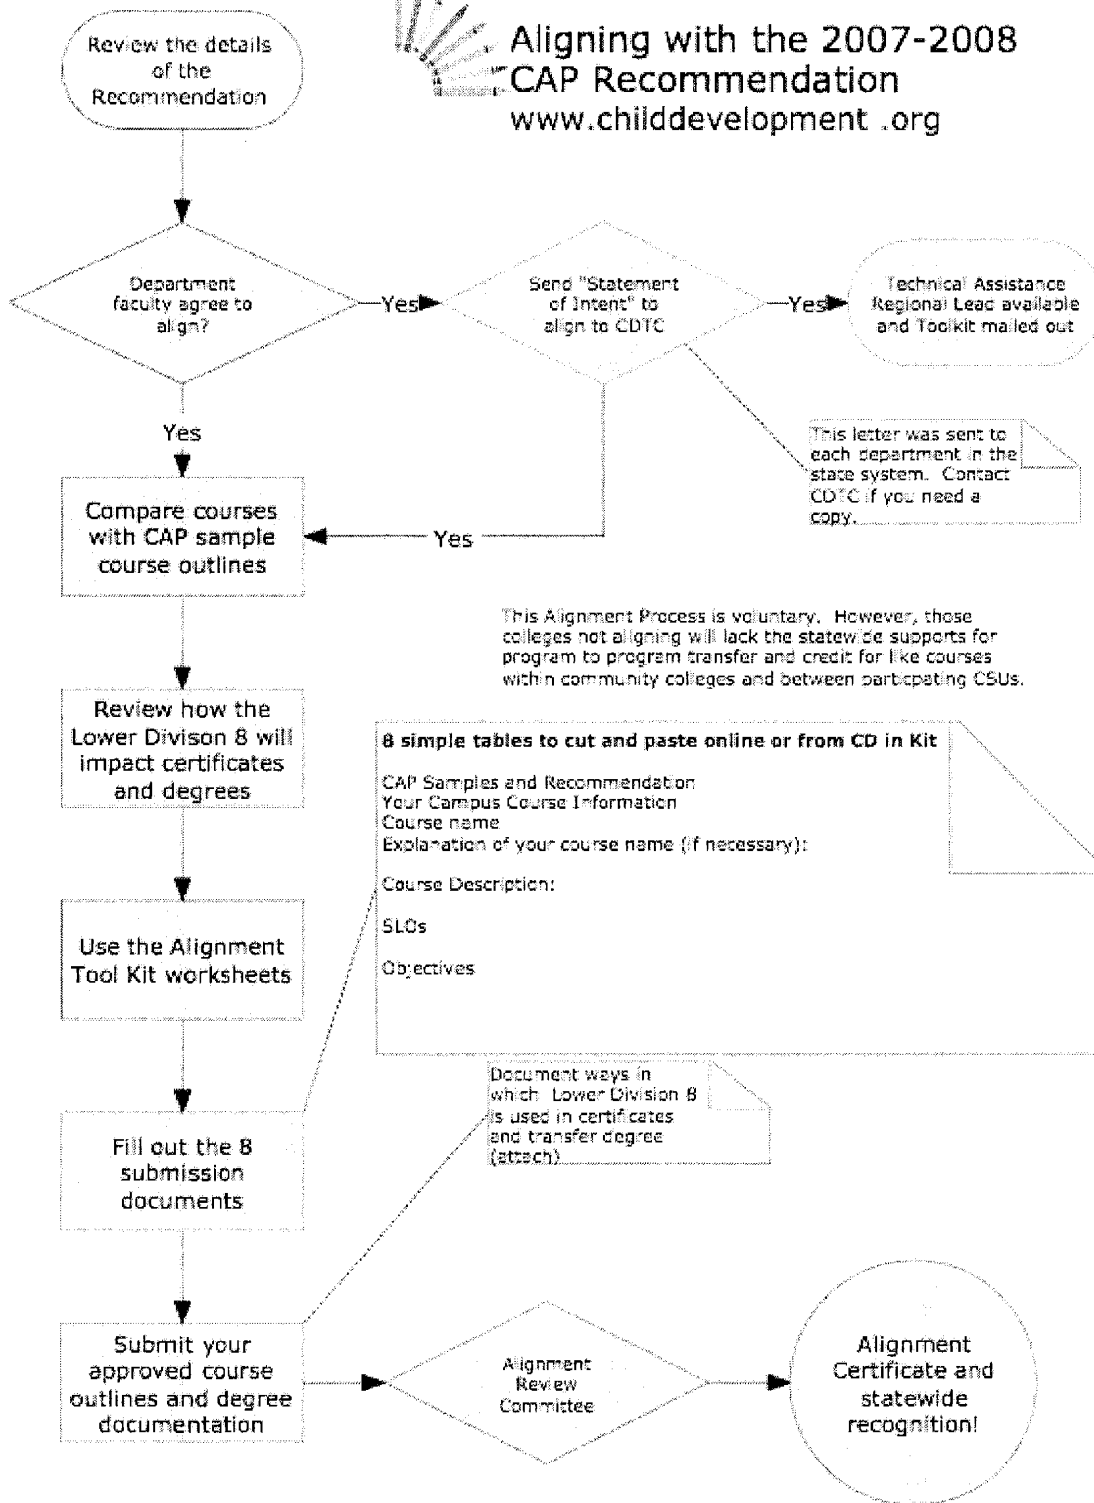 Aligning with the 2007-2008
CAP Recommendation
www.childdevelopment .org
Review the details
of the
Recommendation
Department
faculty agree to
align?
Yes
Send "Statement
of Intent" to
align to CDTC
Yes
Technical Assistance
Regional Lead available
and Toolkit mailed out
Yes
This letter was sent to
each department in the
state system. Contact
CDTC if you need a
copy.
Compare courses
with CAP sample
course outlines
Yes
This Alignment Process is voluntary. However, those
colleges not aligning will lack the statewide supports for
program to program transfer and credit for like courses
within community colleges and between particpating CSUs.
Review how the
Lower Divison 8 will
impact certificates
and degrees
8 simple tables to cut and paste online or from CD in Kit
CAP Samples and Recommendation
Your Campus Course Information
Course name
Explanation of your course name (if necessary):
Course Description:
SLOs
Objectives
Use the Alignment
Tool Kit worksheets
Document ways in
which Lower Division 8
is used in certificates
and transfer degree
(attach)
Fill out the 8
submission
documents
Submit your
approved course
outlines and degree
documentation
Alignment
Review
Committee
Alignment
Certificate and
statewide
recognition!